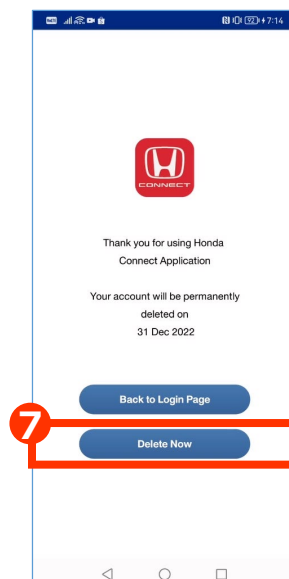 92 7:14
CONNECT
Thank you for using Honda
Connect Application
Your account will be permanently
deleted on
31 Dec 2022
Back to Login Page
7
Delete Now